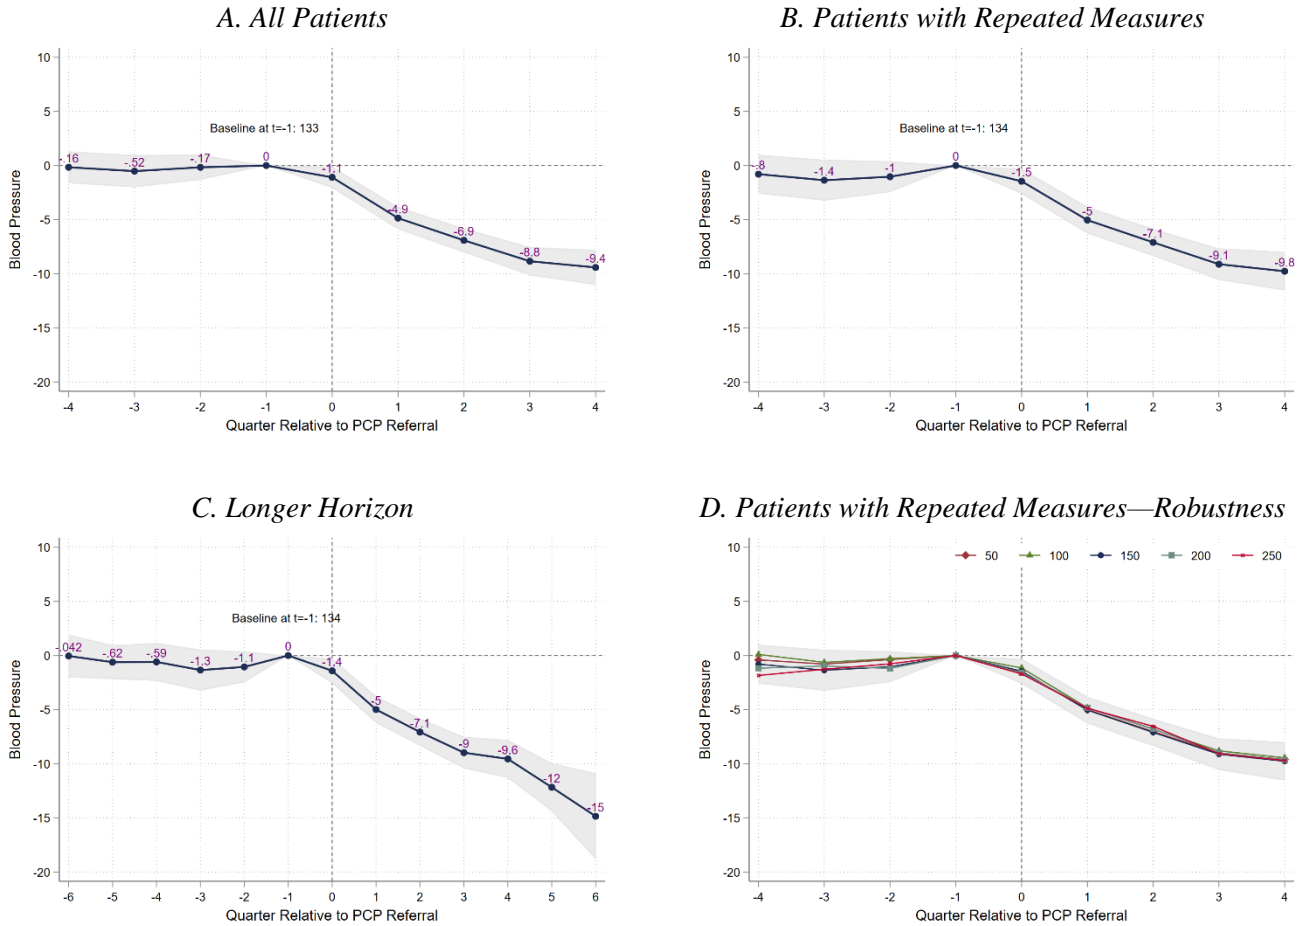 A. All Patients
10
5
0
-5
-10
-15
-20
Blood Pressure
Baseline at t=-1: 133
-.16
-.52
-.17
0
-1.1
-4.9
-6.9
-8.8
-9.4
-4 -3 -2 -1 0 1 2 3 4
Quarter Relative to PCP Referral
B. Patients with Repeated Measures
10
5
0
-5
-10
-15
-20
Blood Pressure
Baseline at t=-1: 134
-.8
-1.4
-1
0
-1.5
-5
-7.1
-9.1
-9.8
-4 -3 -2 -1 0 1 2 3 4
Quarter Relative to PCP Referral
C. Longer Horizon
10
5
0
-5
-10
-15
-20
Blood Pressure
Baseline at t=-1: 134
-.042
-.62
-.59
-1.3
-1.1
0
-1.4
-5
-7.1
-9
-9.6
-12
-15
-6 -5 -4 -3 -2 -1 0 1 2 3 4 5 6
Quarter Relative to PCP Referral
D. Patients with Repeated Measures—Robustness
50 100 150 200 250
10
5
0
-5
-10
-15
-20
Blood Pressure
-4 -3 -2 -1 0 1 2 3 4
Quarter Relative to PCP Referral